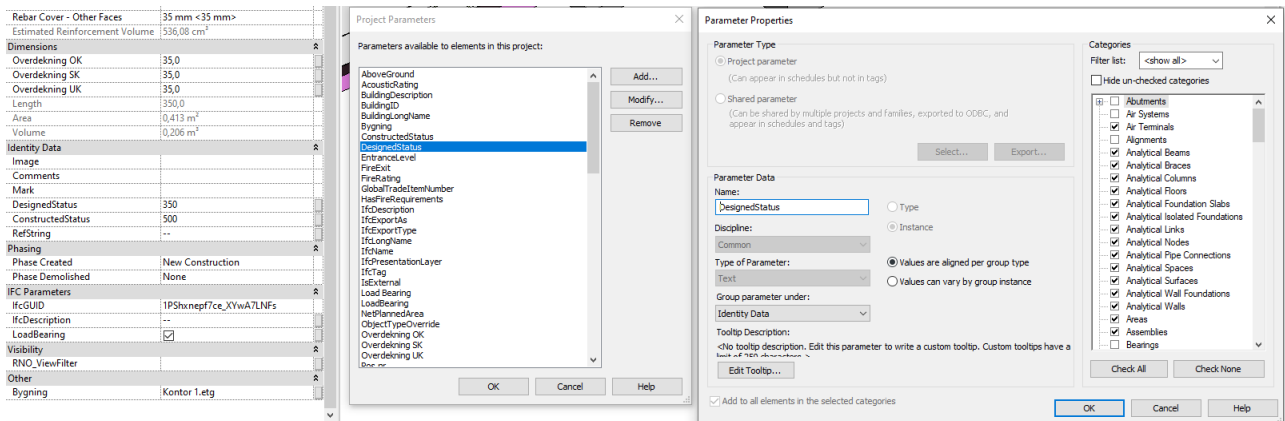 Rebar Cover - Other Faces 35 mm <35 mm>
Estimated Reinforcement Volume 536,08 cm³
Dimensions
Overdekning OK 35,0
Overdekning SK 35,0
Overdekning UK 35,0
Length 350,0
Area 0,413 m²
Volume 0,206 m³
Identity Data
Image
Comments
Mark
DesignedStatus 350
ConstructedStatus 500
RefString --
Phasing
Phase Created New Construction
Phase Demolished None
IFC Parameters
IfcGUID 1PShxnepf7ce_XYwA7LNFs
IfcDescription --
LoadBearing
Visibility
RNO_ViewFilter
Other
Bygning Kontor 1.etg
Project Parameters
Parameters available to elements in this project:
AboveGround
AcousticRating
BuildingDescription
BuildingID
BuildingLongName
Bygning
ConstructedStatus
DesignedStatus
EntranceLevel
FireExit
FireRating
GlobalTradeItemNumber
HasFireRequirements
IfcDescription
IfcExportAs
IfcExportType
IfcLongName
IfcName
IfcPresentationLayer
IfcTag
IsExternal
Load Bearing
LoadBearing
NetPlannedArea
ObjectTypeOverride
Overdekning OK
Overdekning SK
Overdekning UK
Add...
Modify...
Remove
OK Cancel Help
Parameter Properties
Parameter Type
Project parameter
(Can appear in schedules but not in tags)
Shared parameter
(Can be shared by multiple projects and families, exported to ODBC, and
appear in schedules and tags)
Select... Export...
Parameter Data
Name:
DesignedStatus
Type
Discipline:
Instance
Common
Type of Parameter:
Values are aligned per group type
Text
Values can vary by group instance
Group parameter under:
Identity Data
Tooltip Description:
<No tooltip description. Edit this parameter to write a custom tooltip. Custom tooltips have a
limit of 250 characters.>
Edit Tooltip...
Add to all elements in the selected categories
Categories
Filter list: <show all>
Hide un-checked categories
Abutments
Air Systems
Air Terminals
Alignments
Analytical Beams
Analytical Braces
Analytical Columns
Analytical Floors
Analytical Foundation Slabs
Analytical Isolated Foundations
Analytical Links
Analytical Nodes
Analytical Pipe Connections
Analytical Spaces
Analytical Surfaces
Analytical Wall Foundations
Analytical Walls
Areas
Assemblies
Bearings
Check All Check None
OK Cancel Help